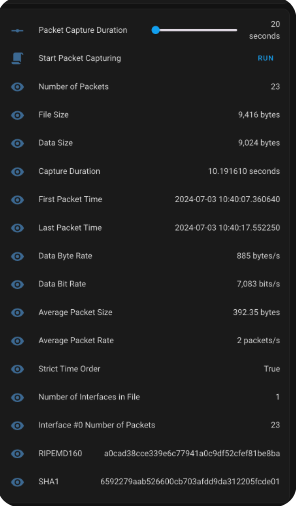 Packet Capture Duration 20 seconds
Start Packet Capturing RUN
Number of Packets 23
File Size 9,416 bytes
Data Size 9,024 bytes
Capture Duration 10.191610 seconds
First Packet Time 2024-07-03 10:40:07.360640
Last Packet Time 2024-07-03 10:40:17.552250
Data Byte Rate 885 bytes/s
Data Bit Rate 7,083 bits/s
Average Packet Size 392.35 bytes
Average Packet Rate 2 packets/s
Strict Time Order True
Number of Interfaces in File 1
Interface #0 Number of Packets 23
RIPEMD160 a0cad38cce339e6c77941a0c9df52cfef81be8ba
SHA1 6592279aab526600cb703afdd9da312205fcde01